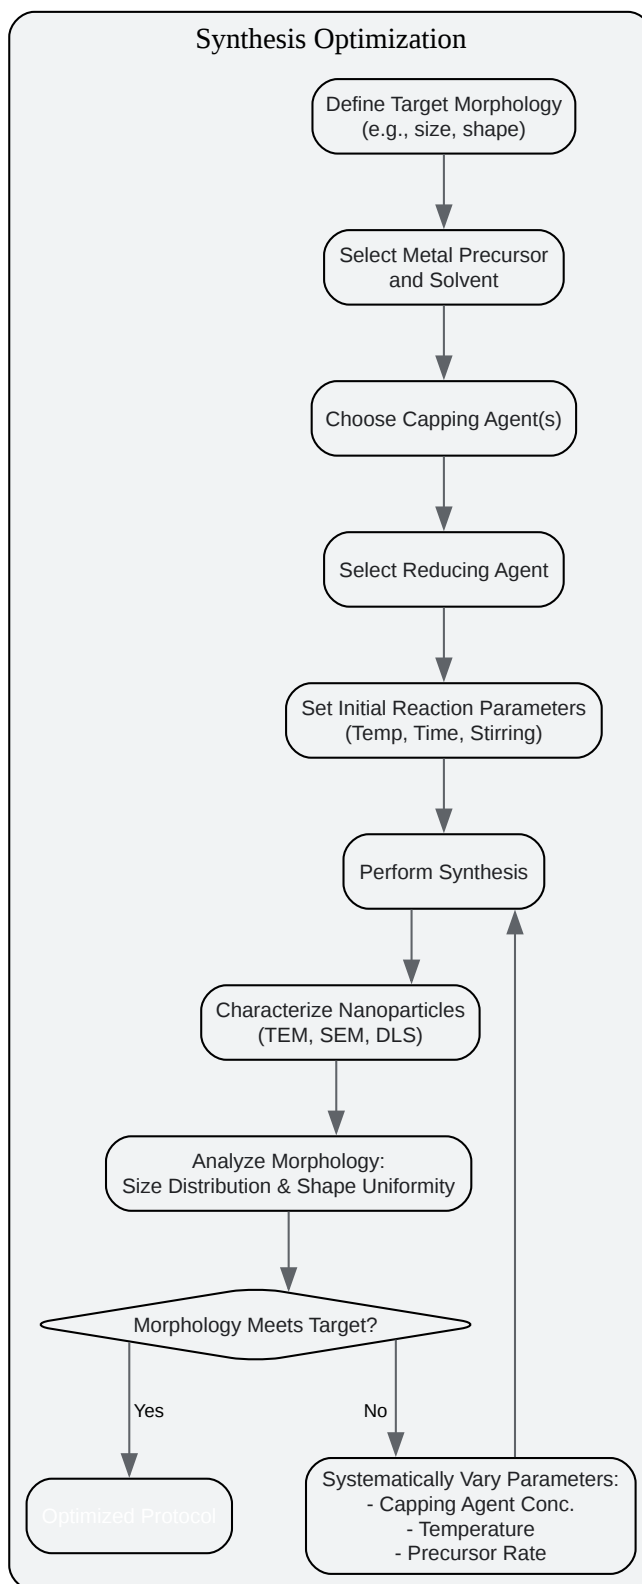 Synthesis Optimization
Define Target Morphology
(e.g., size, shape)
Select Metal Precursor
and Solvent
Choose Capping Agent(s)
Select Reducing Agent
Set Initial Reaction Parameters
(Temp, Time, Stirring)
Perform Synthesis
Characterize Nanoparticles
(TEM, SEM, DLS)
Analyze Morphology:
Size Distribution & Shape Uniformity
Morphology Meets Target?
Yes
No
Optimized Protocol
Systematically Vary Parameters:
- Capping Agent Conc.
- Temperature
- Precursor Rate